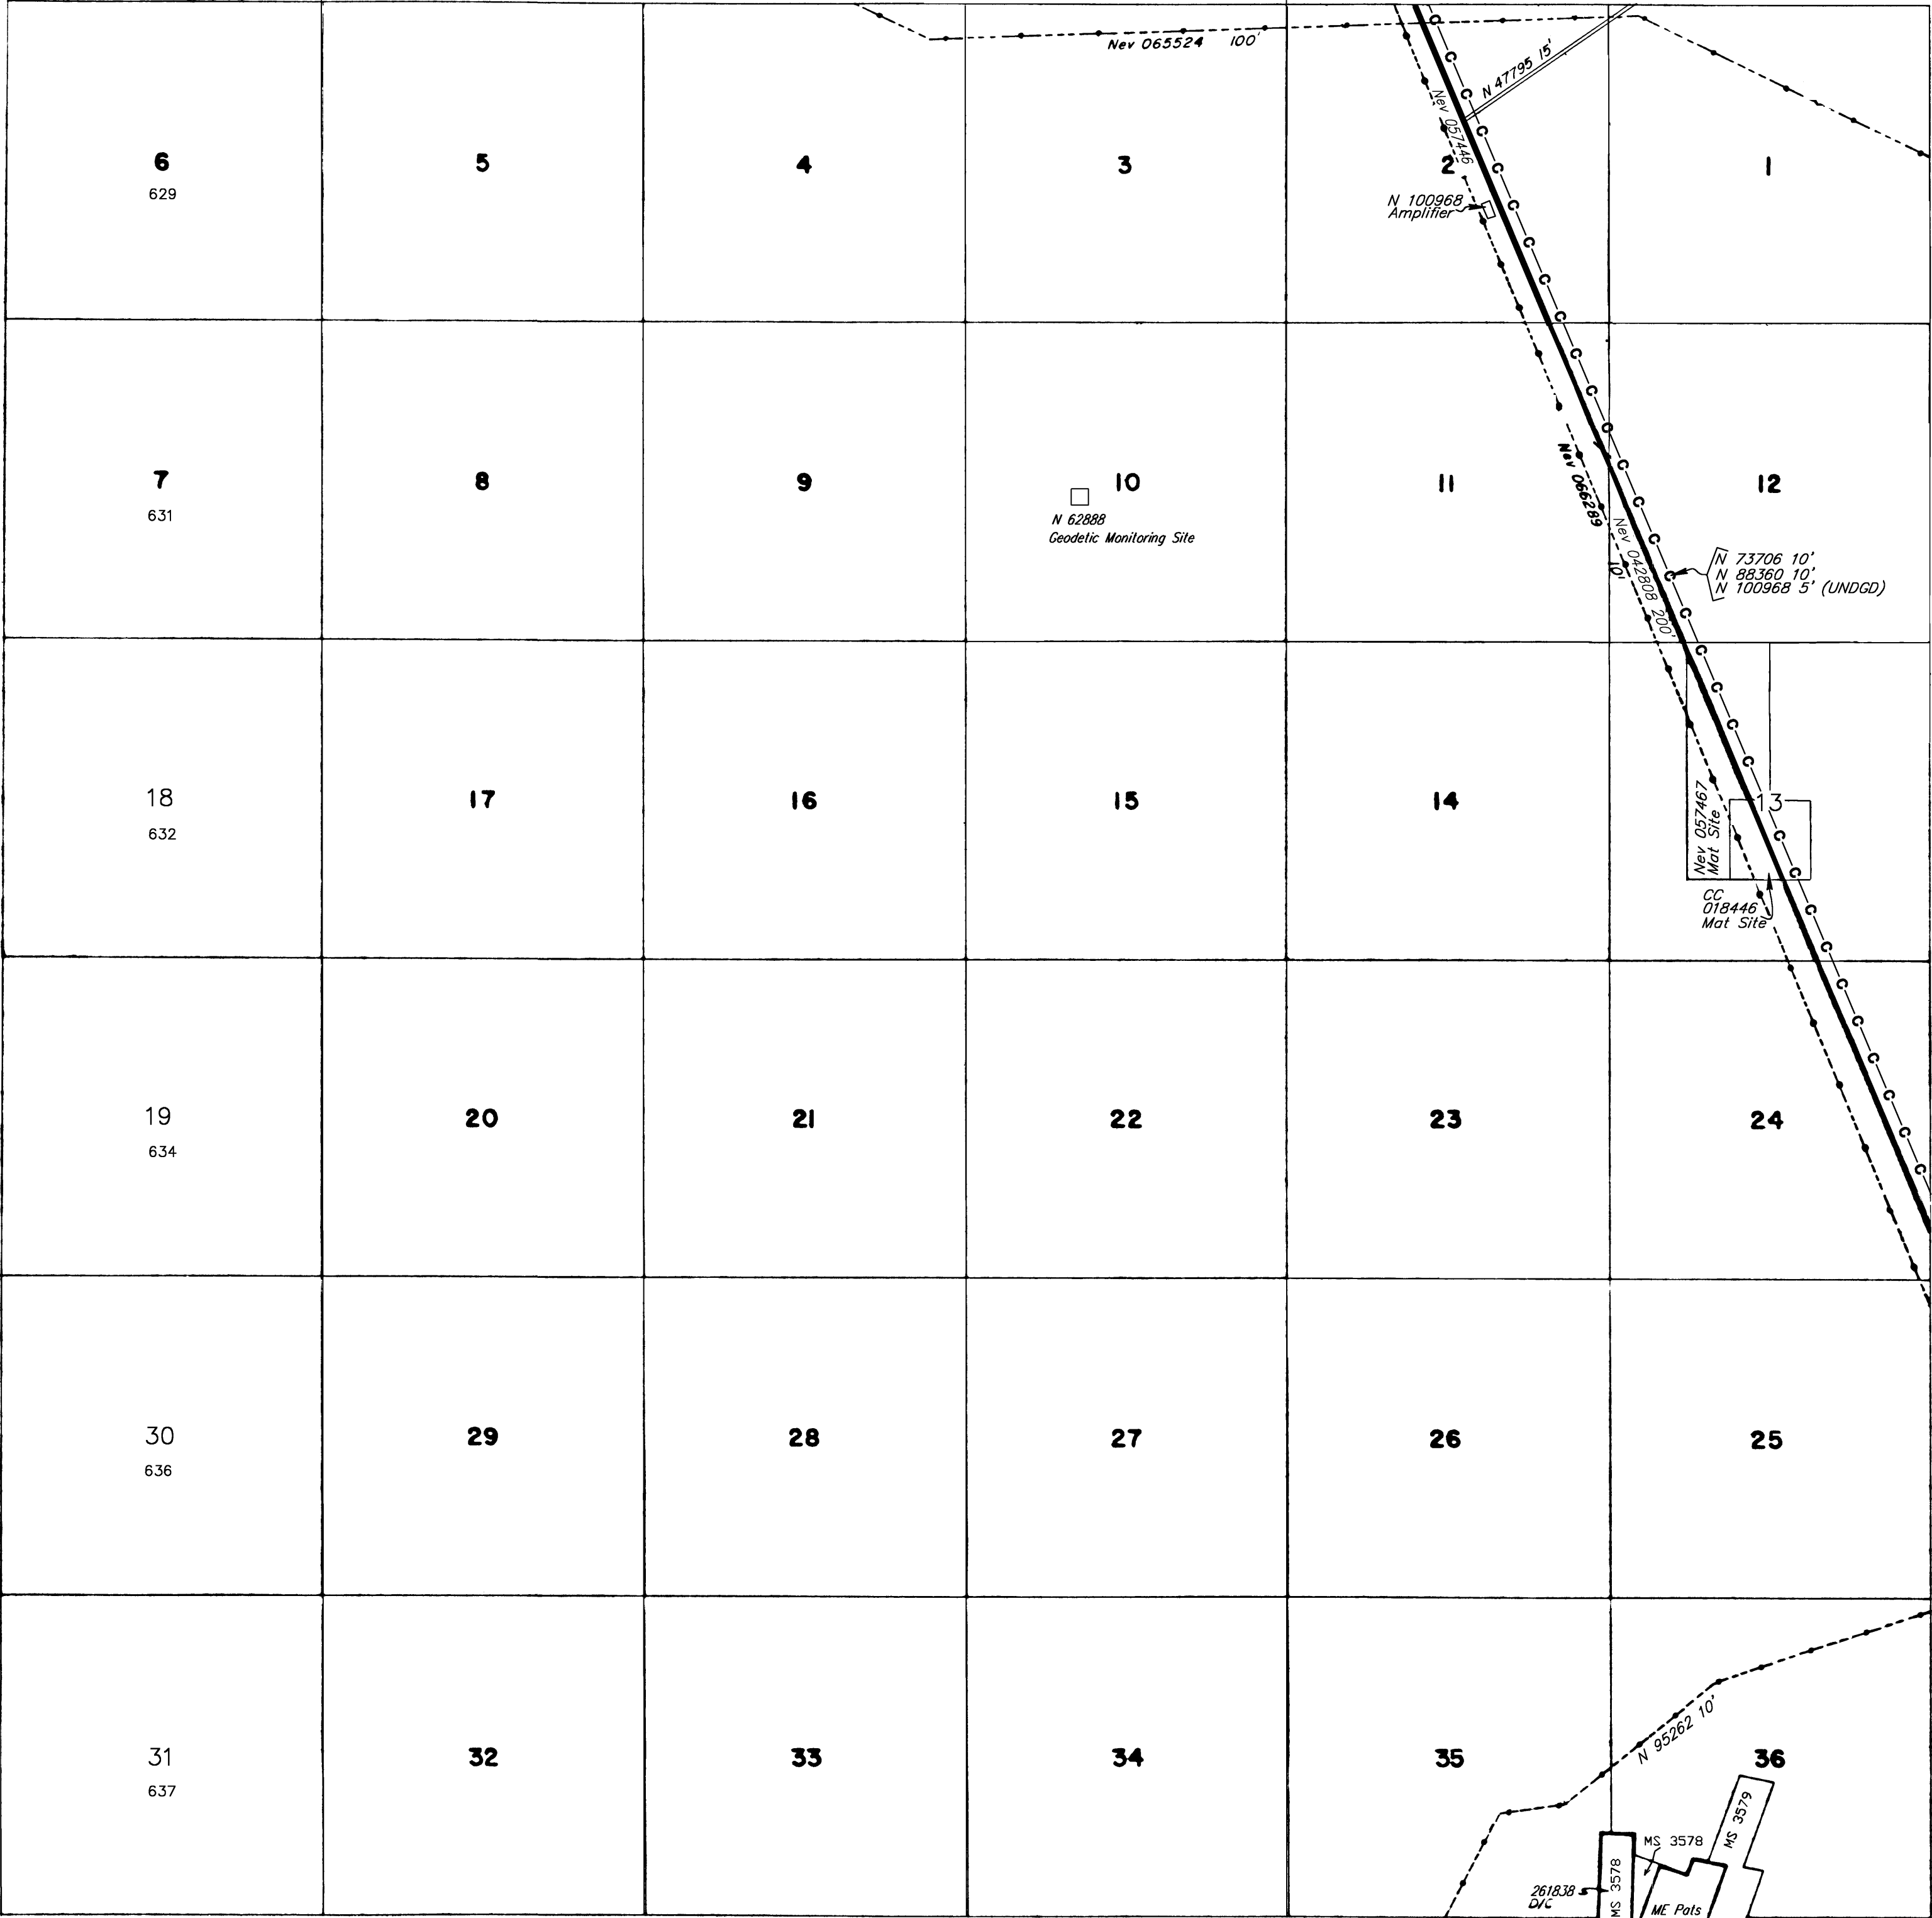 Nev 065524 100'
N 47795 15'
Nev 057446
6
629
5
4
3
2
1
N 100968
Amplifier
7
631
8
9
10
11
12
N 62888
Geodetic Monitoring Site
Nev 066289
10'
Nev 042808 200'
N 73706 10'
N 88360 10'
N 100968 5' (UNDGD)
C C C C C C C C C C C C C C C C C C C C C C C C C C C C C C C
18
632
17
16
15
14
13
Nev 057467
Mat Site
CC
018446
Mat Site
19
634
20
21
22
23
24
30
636
29
28
27
26
25
31
637
32
33
34
35
36
N 95262 10'
MS 3579
MS 3578
MS 3578
261838
D/C
ME Pats